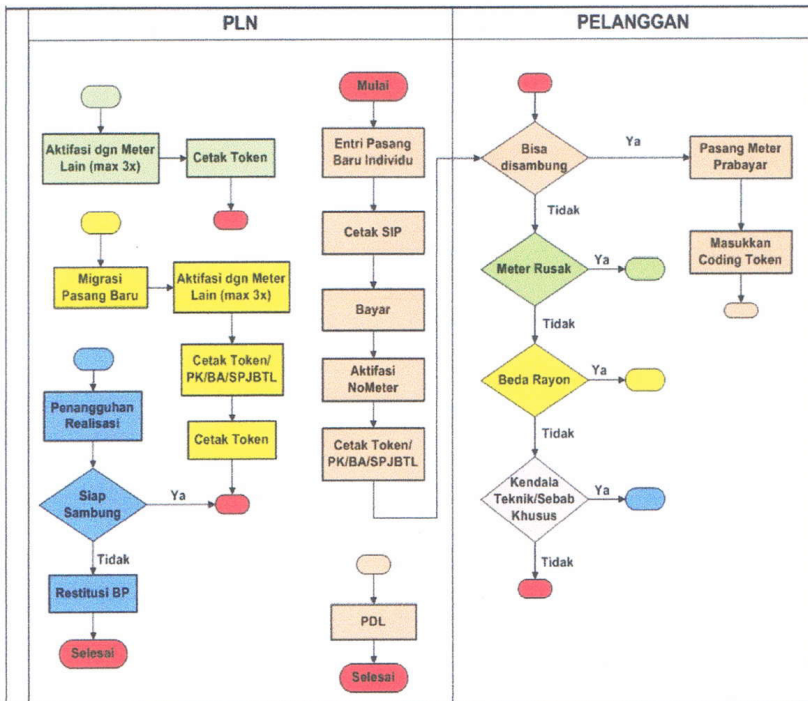 PLN
PELANGGAN
Aktifasi dgn Meter
Lain (max 3x)
Cetak Token
Migrasi
Pasang Baru
Aktifasi dgn Meter
Lain (max 3x)
Cetak Token/
PK/BA/SPJBTL
Cetak Token
Penangguhan
Realisasi
Siap
Sambung
Ya
Tidak
Restitusi BP
Selesai
Mulai
Entri Pasang
Baru Individu
Cetak SIP
Bayar
Aktifasi
NoMeter
Cetak Token/
PK/BA/SPJBTL
PDL
Selesai
Bisa
disambung
Ya
Pasang Meter
Prabayar
Masukkan
Coding Token
Tidak
Meter Rusak
Ya
Tidak
Beda Rayon
Ya
Tidak
Kendala
Teknik/Sebab
Khusus
Ya
Tidak